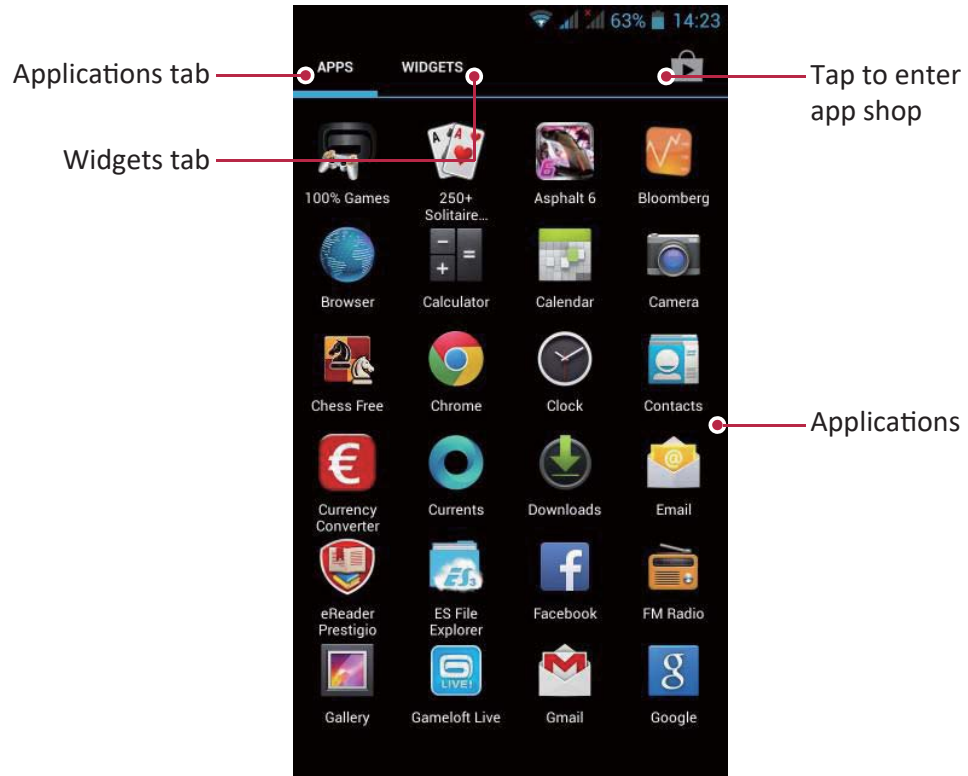 63% 14:23
Applications tab
APPS
WIDGETS
Tap to enter
app shop
Widgets tab
100% Games
250+
Solitaire...
Asphalt 6
Bloomberg
Browser
Calculator
Calendar
Camera
Chess Free
Chrome
Clock
Contacts
Applications
Currency
Converter
Currents
Downloads
Email
eReader
Prestigio
ES File
Explorer
Facebook
FM Radio
LIVE!
Gallery
Gameloft Live
Gmail
Google